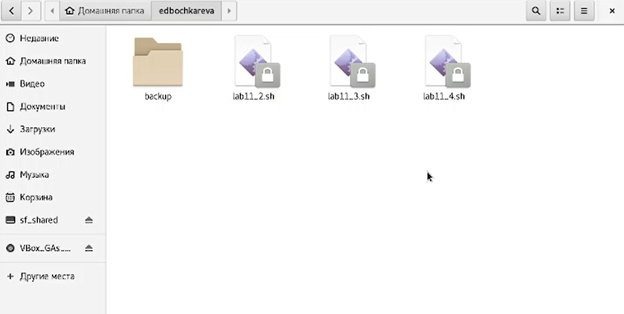 Домашняя папка
edbochkareva
Недавние
Домашняя папка
Видео
Документы
Загрузки
Изображения
Музыка
Корзина
sf_shared
VBox_GAs_...
Другие места
backup
lab11_2.sh
lab11_3.sh
lab11_4.sh